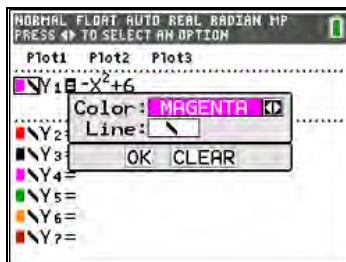 NORMAL FLOAT AUTO REAL RADIAN MP
PRESS ◂▸ TO SELECT AN OPTION
Plot1 Plot2 Plot3
\Y1=-X²+6
Color: MAGENTA
Line: \
OK CLEAR
\Y2=
\Y3=
\Y4=
\Y5=
\Y6=
\Y7=